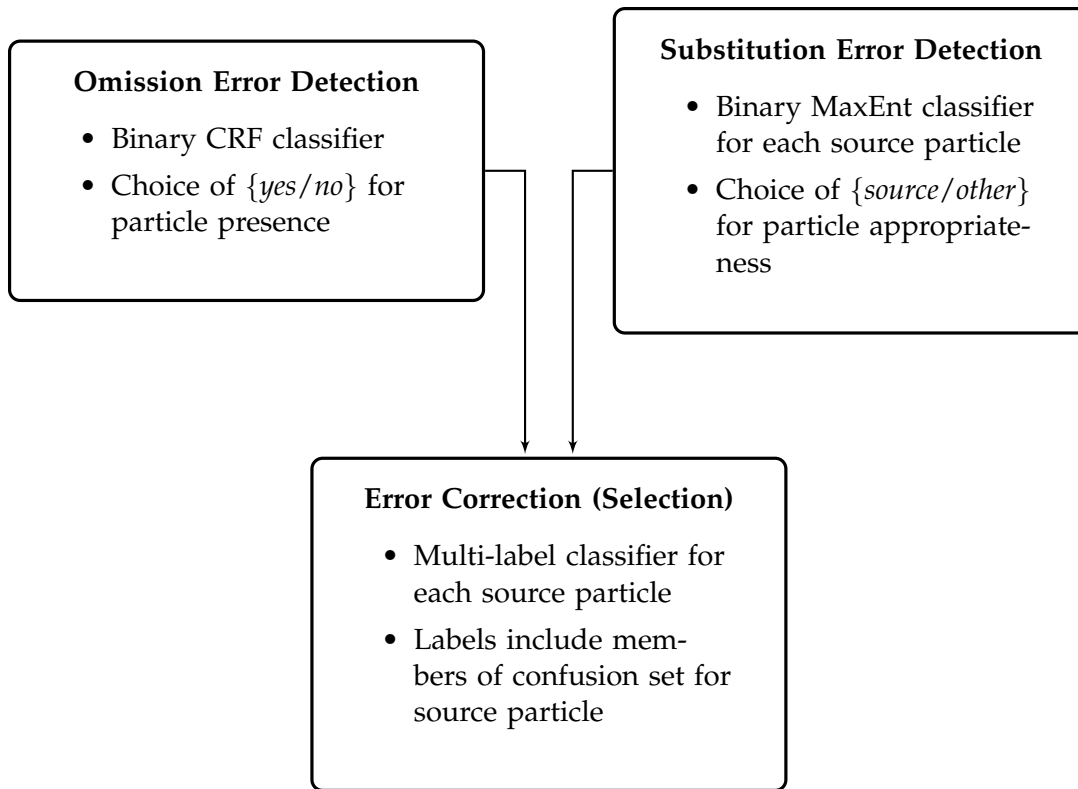 Omission Error Detection
• Binary CRF classifier
• Choice of {yes/no} for
particle presence
Substitution Error Detection
• Binary MaxEnt classifier
for each source particle
• Choice of {source/other}
for particle appropriate-
ness
Error Correction (Selection)
• Multi-label classifier for
each source particle
• Labels include mem-
bers of confusion set for
source particle